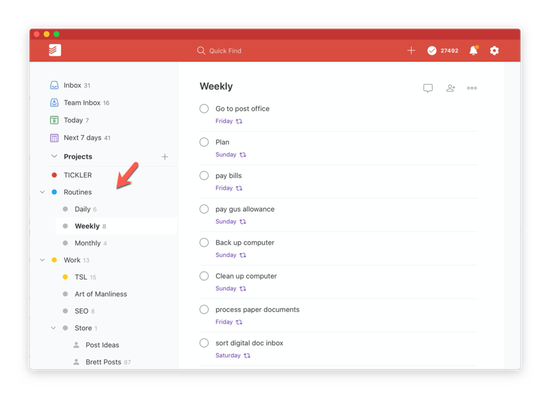 Quick Find
27492
Inbox 31
Team Inbox 16
Today 7
Next 7 days 41
Projects
TICKLER
Routines
Daily 6
Weekly 8
Monthly 4
Work 13
TSL 15
Art of Manliness
SEO 8
Store 1
Post Ideas
Brett Posts 87
Weekly
Go to post office
Friday
Plan
Sunday
pay bills
Friday
pay gus allowance
Sunday
Back up computer
Sunday
Clean up computer
Sunday
process paper documents
Friday
sort digital doc inbox
Saturday